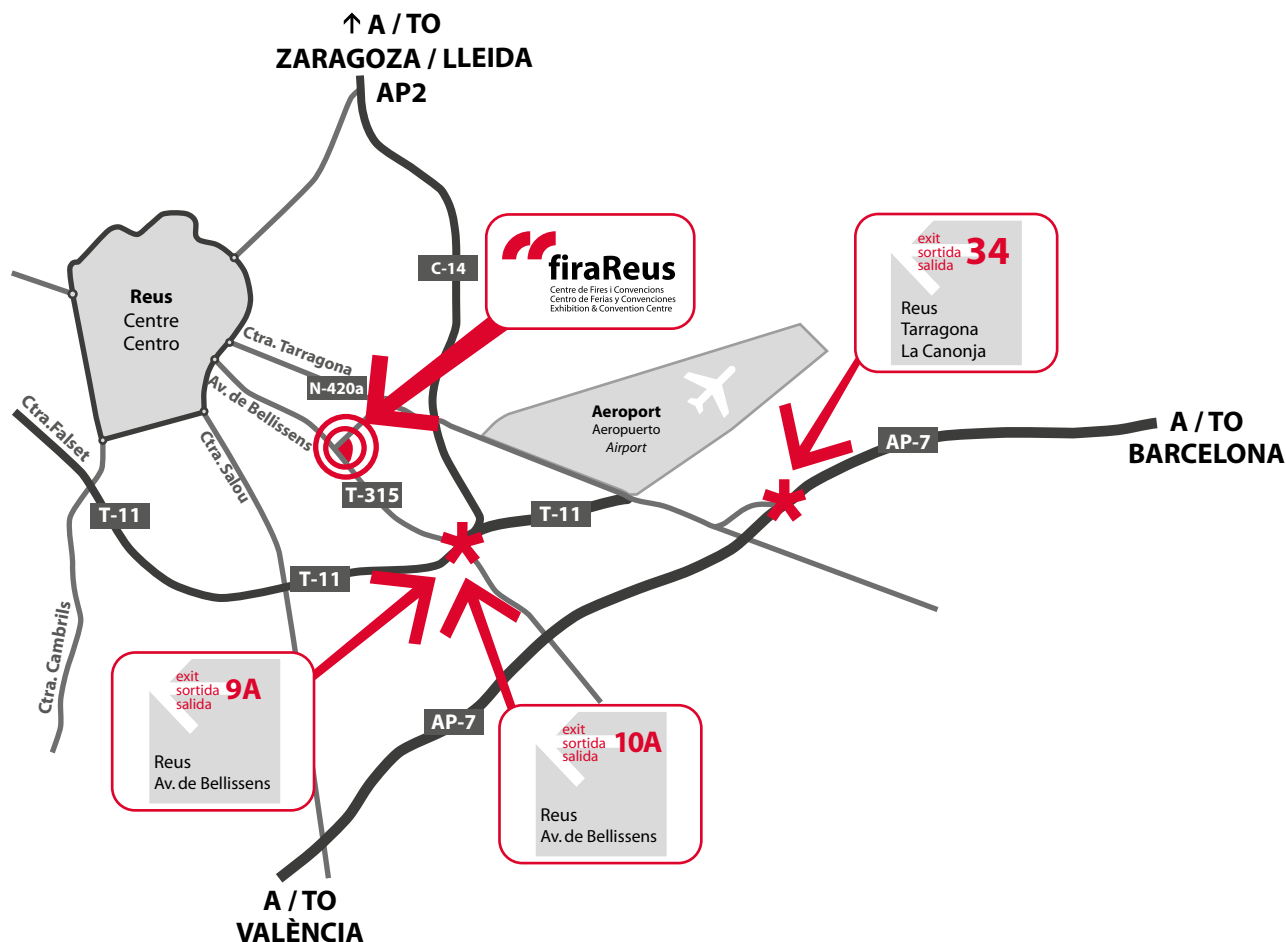 ↑ A / TO
ZARAGOZA / LLEIDA
AP2
C-14
firaReus
Centre de Fires i Convencions
Centro de Ferias y Convenciones
Exhibition & Convention Centre
exit
sortida
salida
34
Reus
Tarragona
La Canonja
Reus
Centre
Centro
Ctra. Tarragona
N-420a
Av. de Bellissens
Aeroport
Aeropuerto
Airport
Ctra.Falset
Ctra. Salou
AP-7
A / TO
BARCELONA
T-315
T-11
T-11
T-11
Ctra. Cambrils
exit
sortida
salida
9A
Reus
Av. de Bellissens
AP-7
exit
sortida
salida
10A
Reus
Av. de Bellissens
A / TO
VALÈNCIA